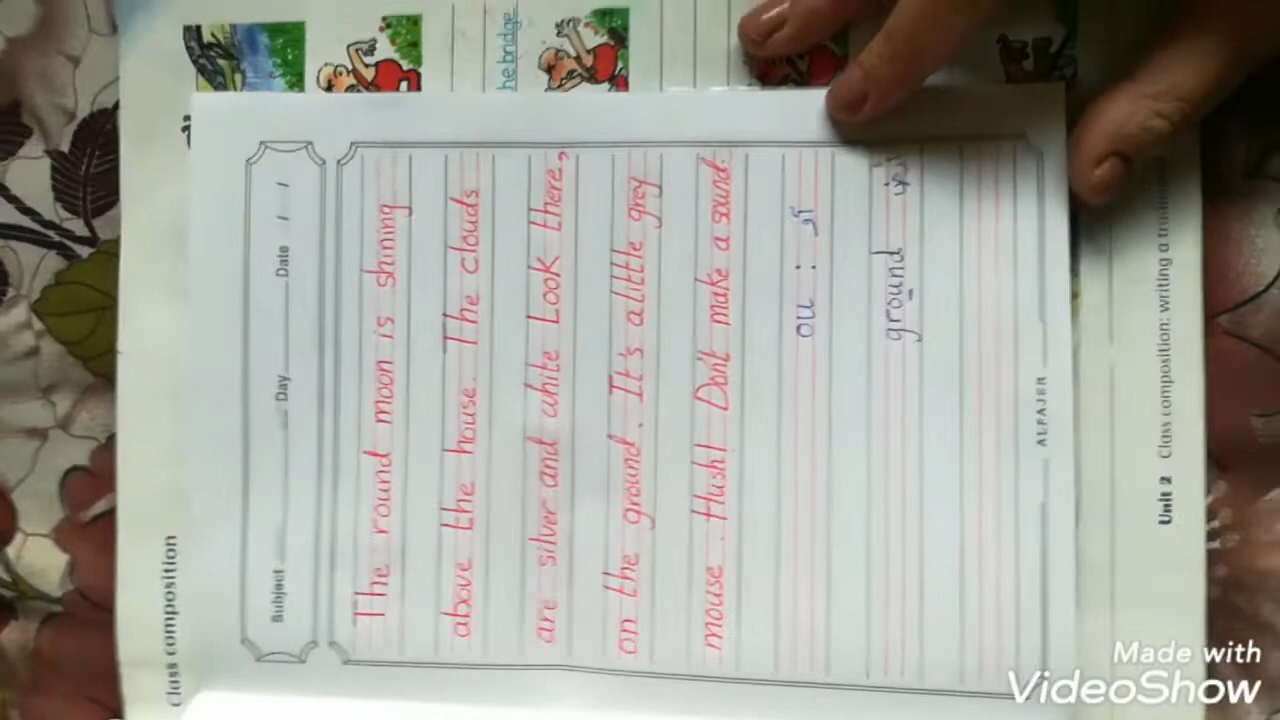 he bridge
Class composition
Subject Day Date / /
The round moon is shining
above the house. The clouds
are silver and white Look there,
on the ground. It's a little grey
mouse. Hush! Don't make a sound.
ou : آو
ground
ALFAJER
Unit 2 Class composition: writing a
Made with
VideoShow